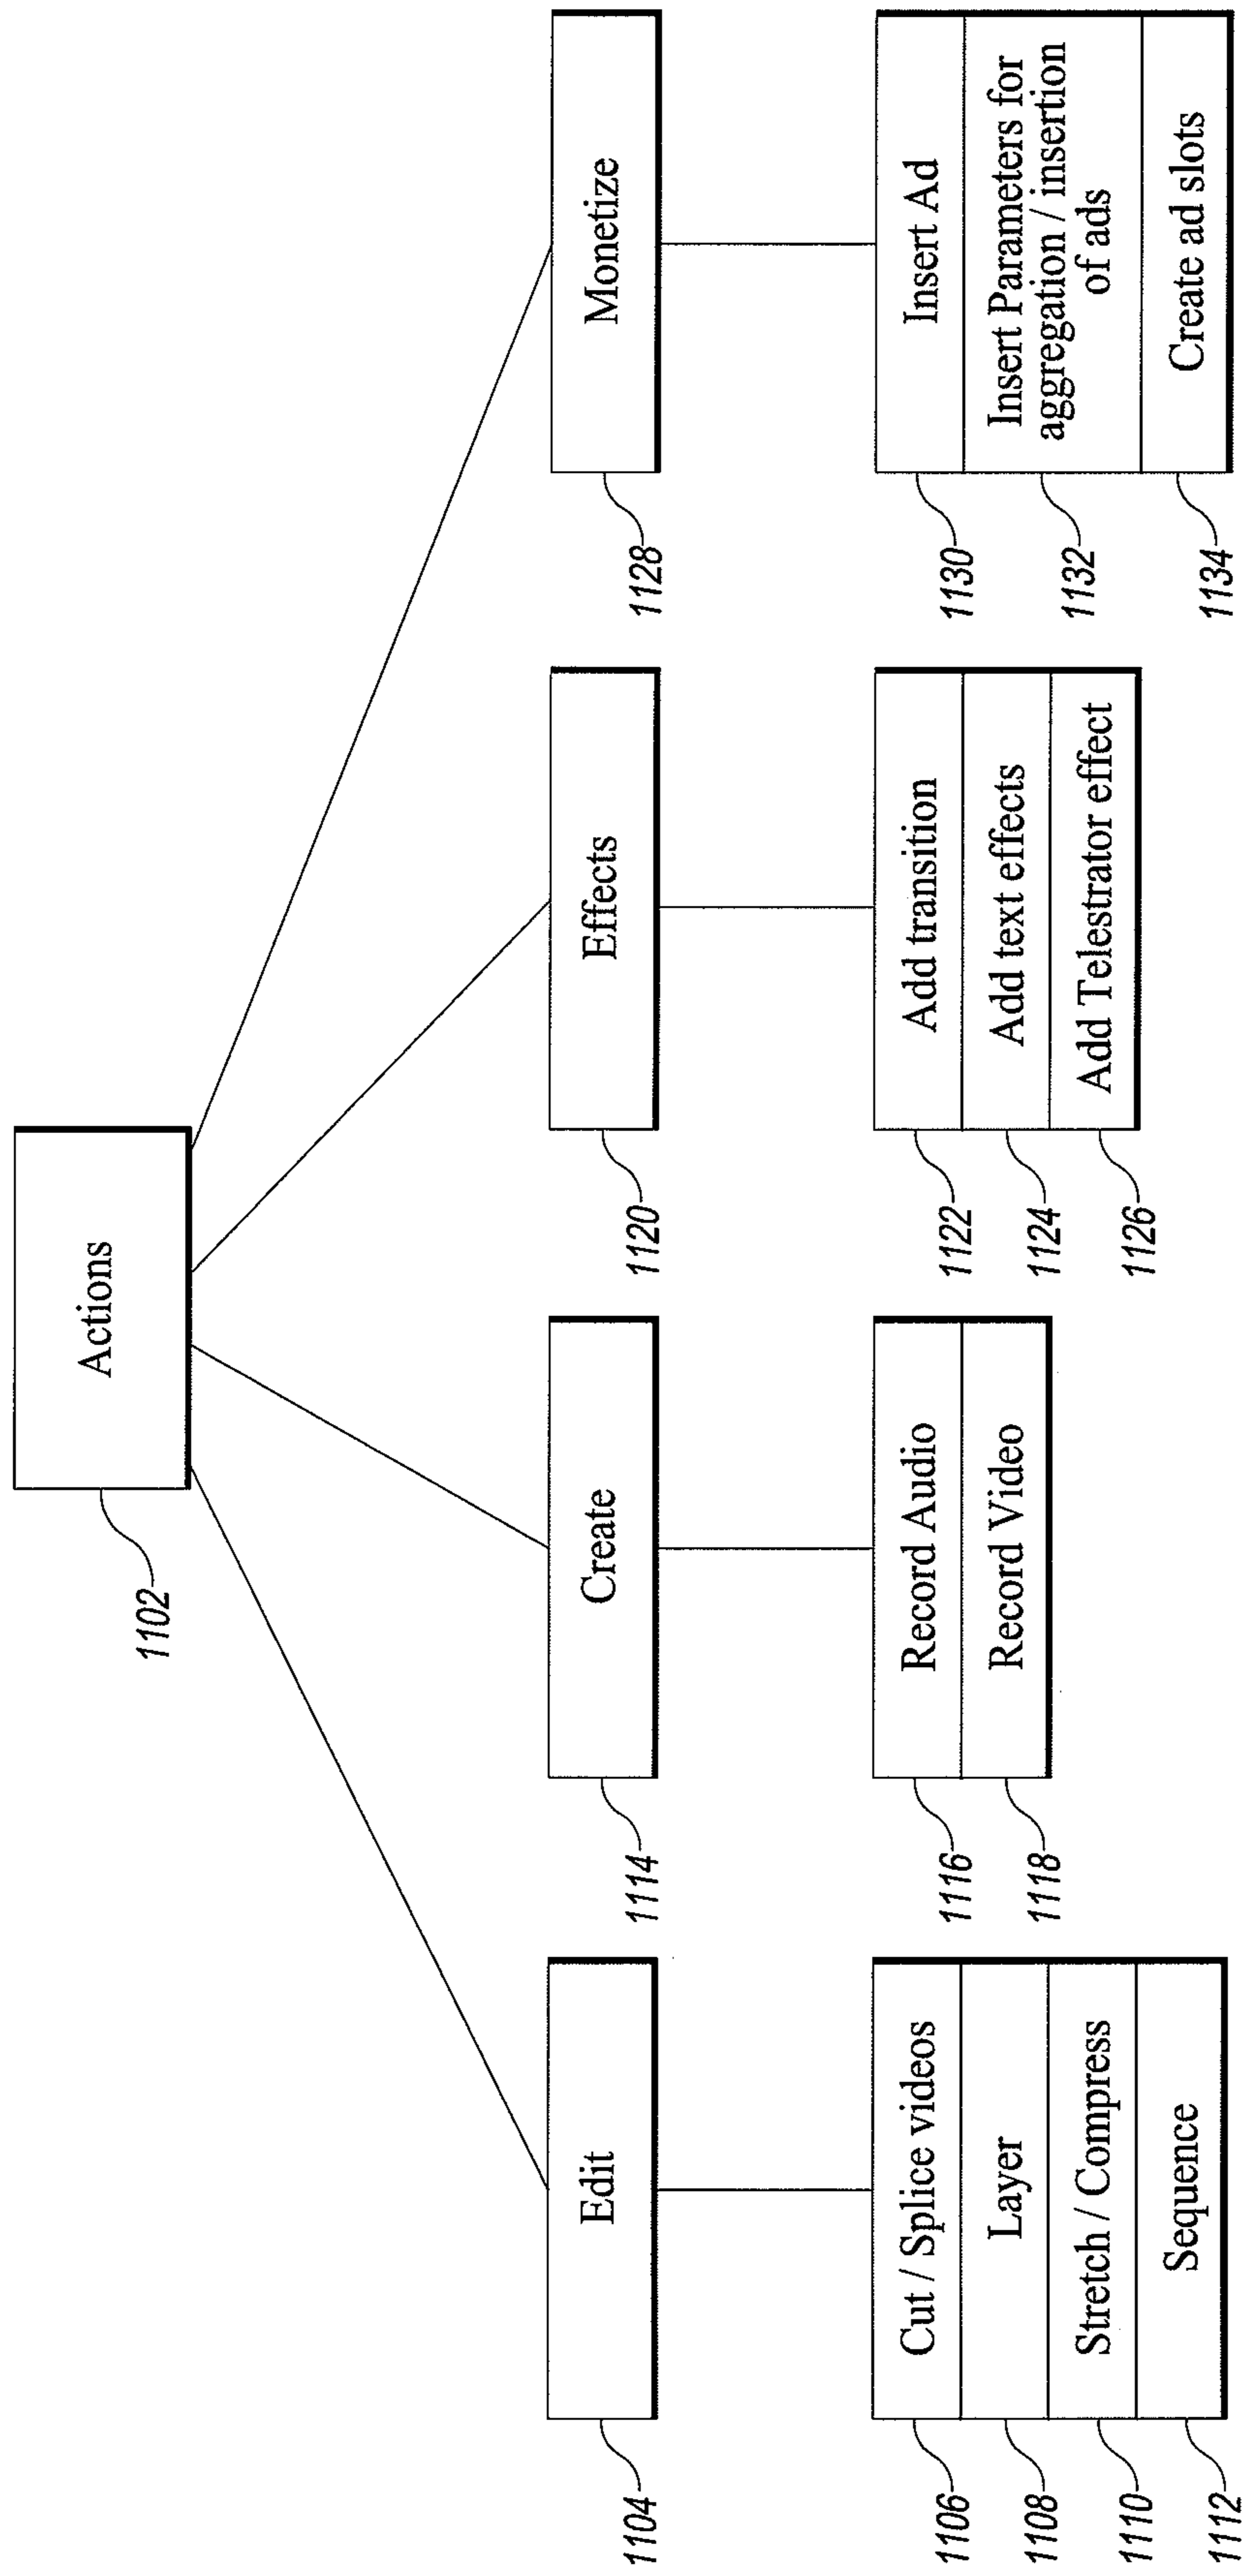 Actions
1102
Edit
1104
Cut / Splice videos
1106
Layer
1108
Stretch / Compress
1110
Sequence
1112
Create
1114
Record Audio
1116
Record Video
1118
Effects
1120
Add transition
1122
Add text effects
1124
Add Telestrator effect
1126
Monetize
1128
Insert Ad
1130
Insert Parameters for
aggregation / insertion
of ads
1132
Create ad slots
1134